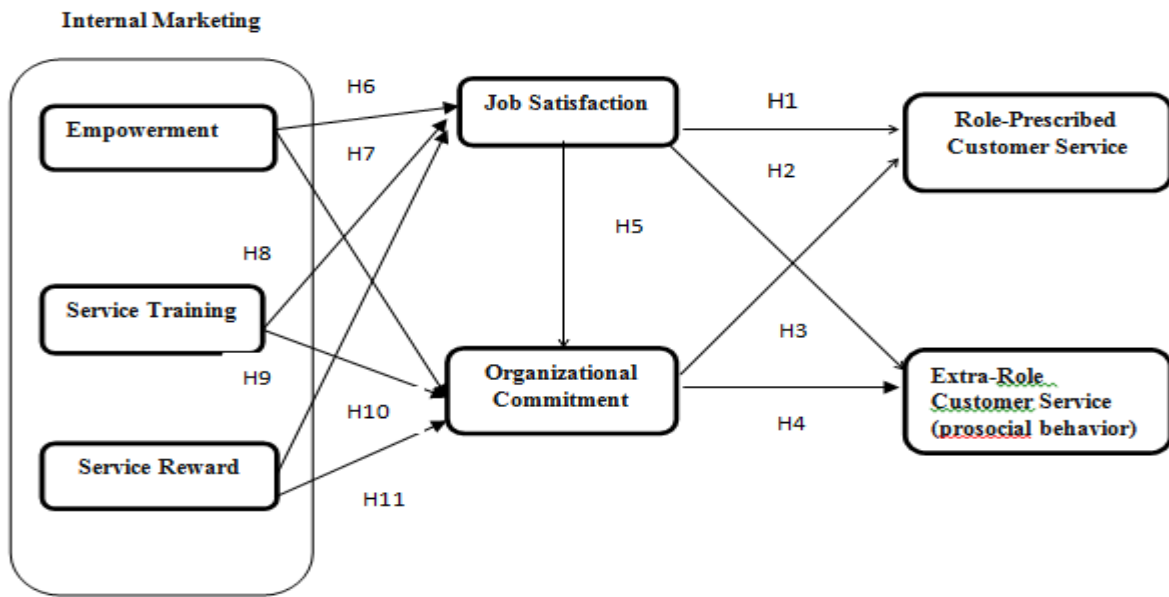 Internal Marketing
Empowerment
Service Training
Service Reward
H6
H7
H8
H9
H10
H11
Job Satisfaction
H5
Organizational
Commitment
H1
H2
H3
H4
Role-Prescribed
Customer Service
Extra-Role
Customer Service
(prosocial behavior)